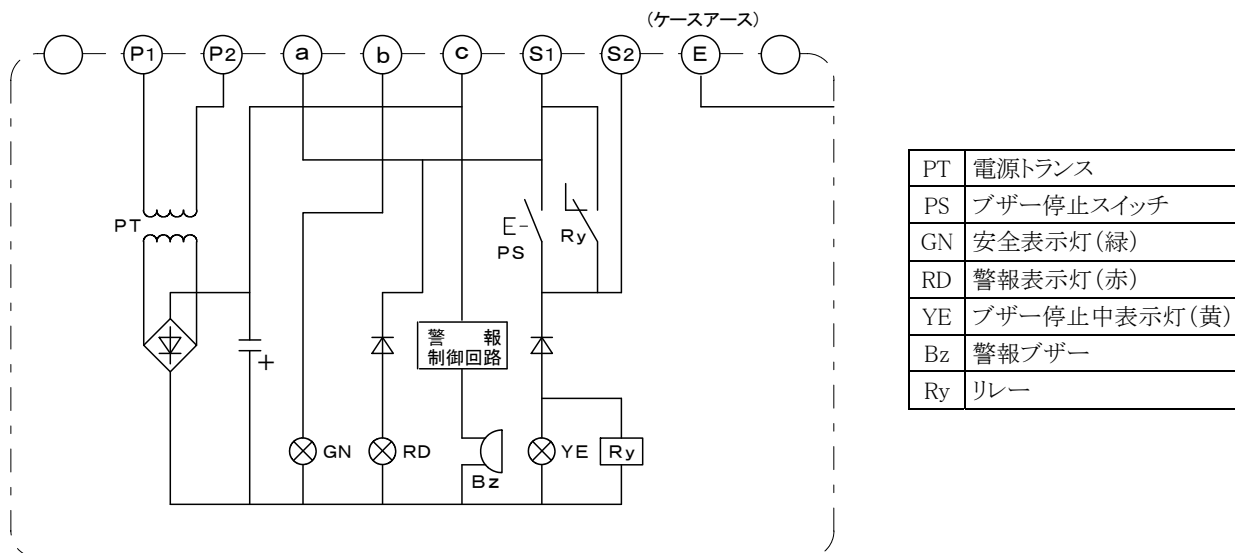 (ケースアース)
P1 P2 a b c S1 S2 E
PT
E-
PS
Ry
警 報
制御回路
+
GN RD Bz YE Ry
PT 電源トランス
PS ブザー停止スイッチ
GN 安全表示灯(緑)
RD 警報表示灯(赤)
YE ブザー停止中表示灯(黄)
Bz 警報ブザー
Ry リレー